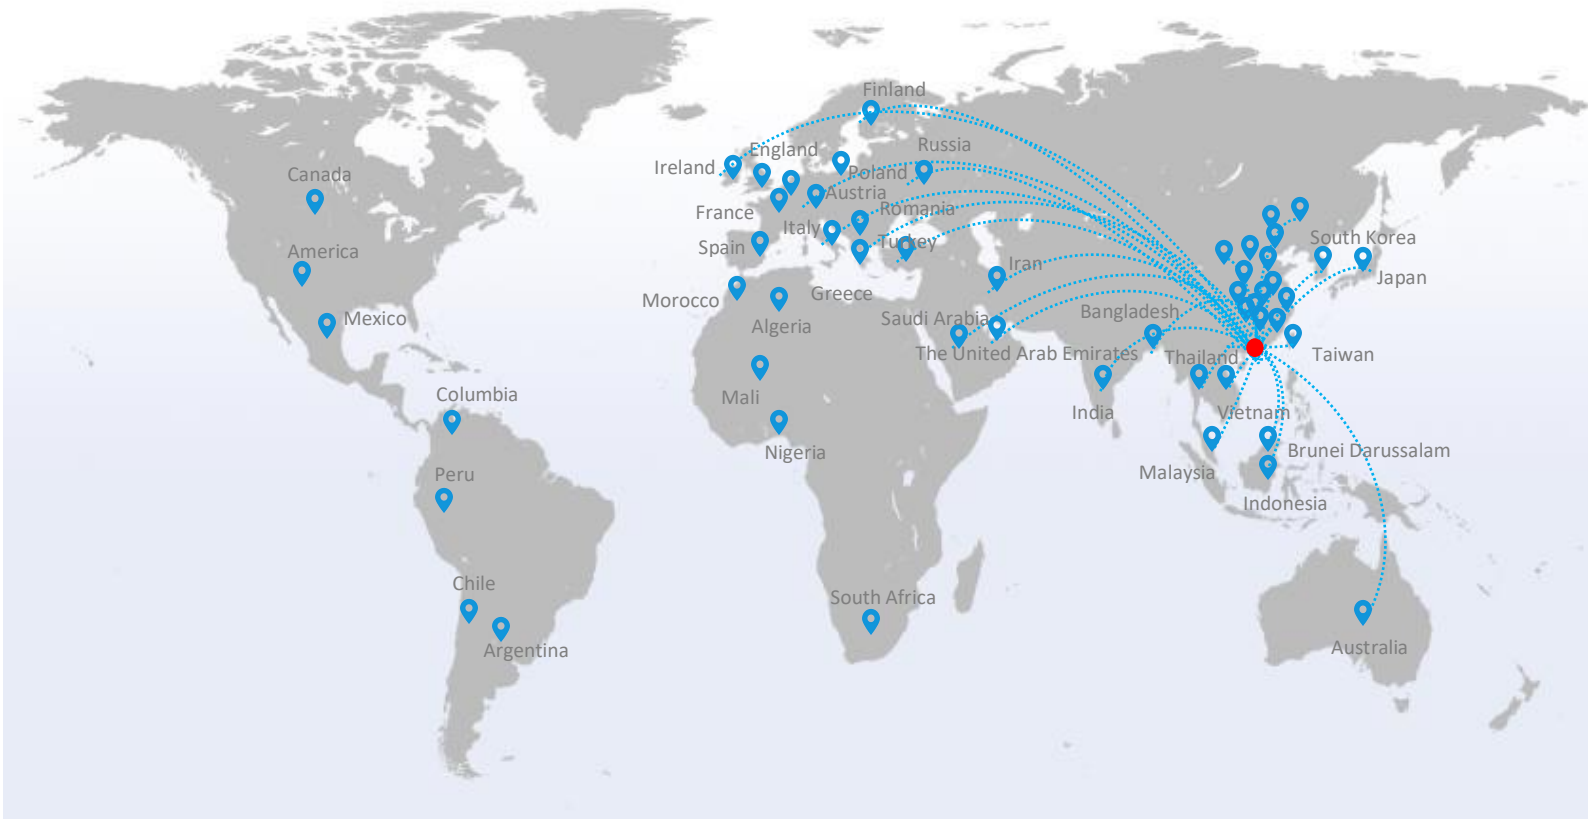 Finland
Ireland
England
Russia
Poland
Canada
Austria
France
Romania
Italy
Spain
Turkey
South Korea
America
Iran
Japan
Morocco
Greece
Algeria
Mexico
Saudi Arabia
Bangladesh
The United Arab Emirates
Thailand
Taiwan
Mali
Columbia
India
Vietnam
Nigeria
Brunei Darussalam
Peru
Malaysia
Indonesia
Chile
South Africa
Argentina
Australia